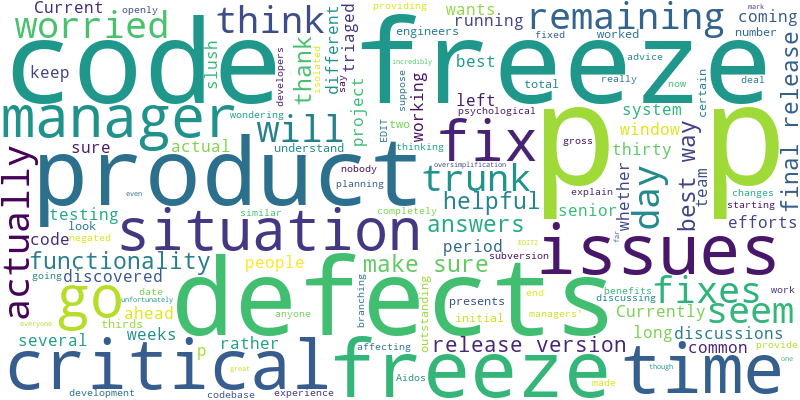 Current openly
worried
code freeze
think
providing
wants
remaining
coming
running
engineers
fixed
worked
number
keep
slush
thank
developers
isolated
different
say
triaged
incredibly
suppose
best
really
advice
total
now
certain
deal
mark
final release
manager
wondering
will
project
working
left
psychological
system
window
thirty
whether
day
best way
team
changes
starting
efforts
sure
actual
understand
EDIT
two
thinking
fix
gross
p p
actually
product
nobody
planning
oversimplification
trunk
explain
senior
even
testing
look
similar
completely
helpful
code
negated
situation
answers
period
EDIT2
subversion
issues
far
functionality
people
make sure
going
discovered
date
unfortunately
anyone
branching
presents
end
managers'
benefits
discussing
work
fixes
Currently
provide
go
ahead
defects
outstanding
initial
long
discussions
seem
everyone
thirds
several
weeks
p
rather
affecting
release version
common
though
one
critical
freeze
time
Aidos
development
codebase
great
experience
made